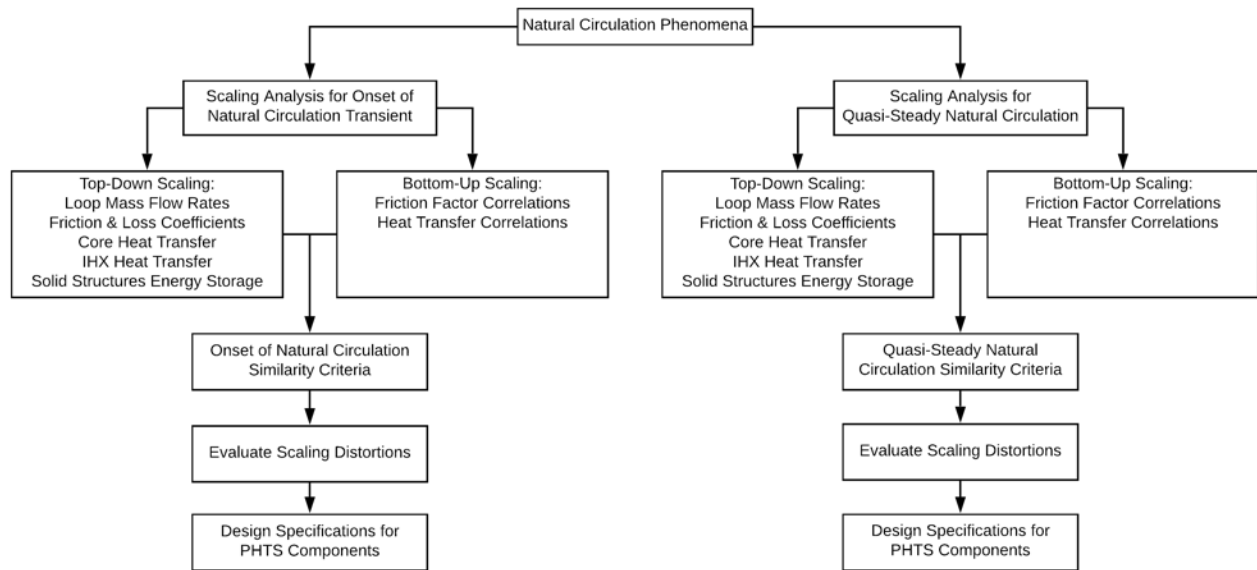 Natural Circulation Phenomena
Scaling Analysis for Onset of
Natural Circulation Transient
Top-Down Scaling:
Loop Mass Flow Rates
Friction & Loss Coefficients
Core Heat Transfer
IHX Heat Transfer
Solid Structures Energy Storage
Bottom-Up Scaling:
Friction Factor Correlations
Heat Transfer Correlations
Onset of Natural Circulation
Similarity Criteria
Evaluate Scaling Distortions
Design Specifications for
PHTS Components
Scaling Analysis for
Quasi-Steady Natural Circulation
Top-Down Scaling:
Loop Mass Flow Rates
Friction & Loss Coefficients
Core Heat Transfer
IHX Heat Transfer
Solid Structures Energy Storage
Bottom-Up Scaling:
Friction Factor Correlations
Heat Transfer Correlations
Quasi-Steady Natural
Circulation Similarity Criteria
Evaluate Scaling Distortions
Design Specifications for
PHTS Components